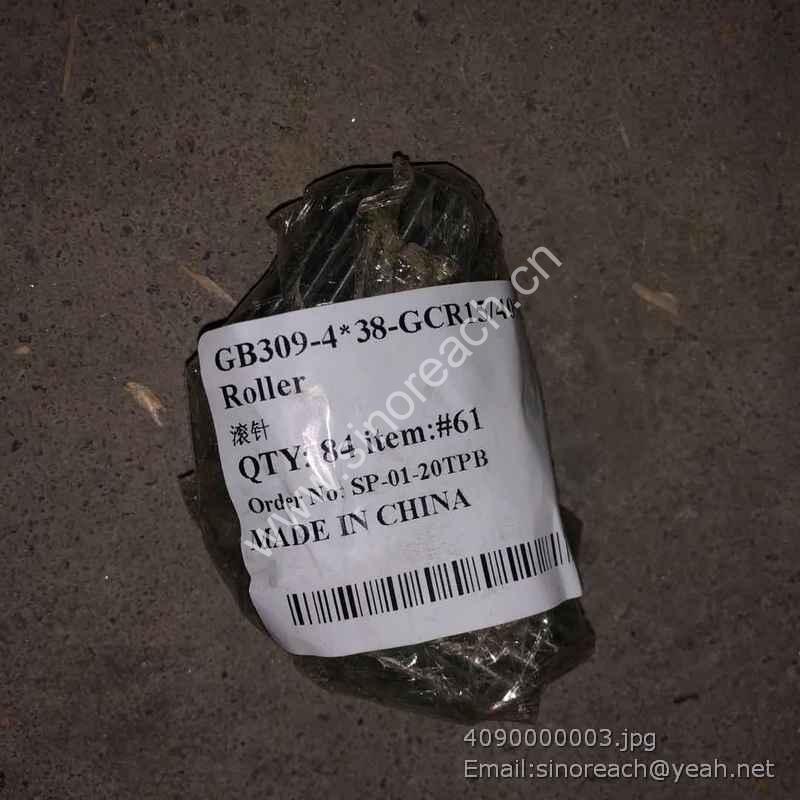 GB309-4*38-GCR15/
Roller
滚针
QTY: 84 item:#61
Order No: SP-01-20TPB
MADE IN CHINA
www.sinoreach.cn
4090000003.jpg
Email:sinoreach@yeah.net